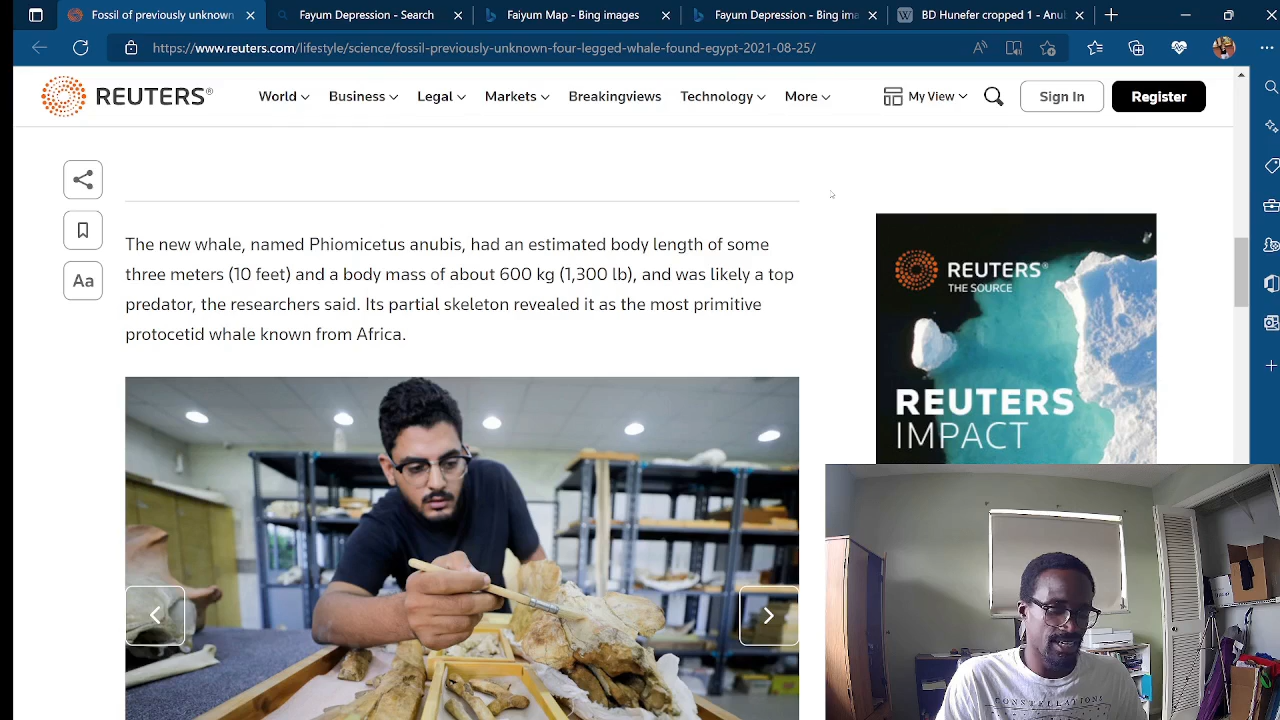 Fossil of previously unknown
Fayum Depression - Search
Faiyum Map - Bing images
Fayum Depression - Bing ima
BD Hunefer cropped 1 - Anul
https://www.reuters.com/lifestyle/science/fossil-previously-unknown-four-legged-whale-found-egypt-2021-08-25/
REUTERS®
World
Business
Legal
Markets
Breakingviews
Technology
More
My View
Sign In
Register
Aa
The new whale, named Phiomicetus anubis, had an estimated body length of some
three meters (10 feet) and a body mass of about 600 kg (1,300 lb), and was likely a top
predator, the researchers said. Its partial skeleton revealed it as the most primitive
protocetid whale known from Africa.
REUTERS®
THE SOURCE
REUTERS
IMPACT
CONSTELLATION